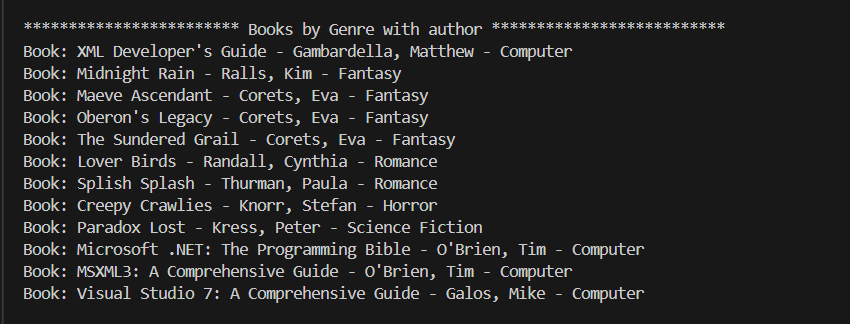 ************************ Books by Genre with author **************************
Book: XML Developer's Guide - Gambardella, Matthew - Computer
Book: Midnight Rain - Ralls, Kim - Fantasy
Book: Maeve Ascendant - Corets, Eva - Fantasy
Book: Oberon's Legacy - Corets, Eva - Fantasy
Book: The Sundered Grail - Corets, Eva - Fantasy
Book: Lover Birds - Randall, Cynthia - Romance
Book: Splish Splash - Thurman, Paula - Romance
Book: Creepy Crawlies - Knorr, Stefan - Horror
Book: Paradox Lost - Kress, Peter - Science Fiction
Book: Microsoft .NET: The Programming Bible - O'Brien, Tim - Computer
Book: MSXML3: A Comprehensive Guide - O'Brien, Tim - Computer
Book: Visual Studio 7: A Comprehensive Guide - Galos, Mike - Computer